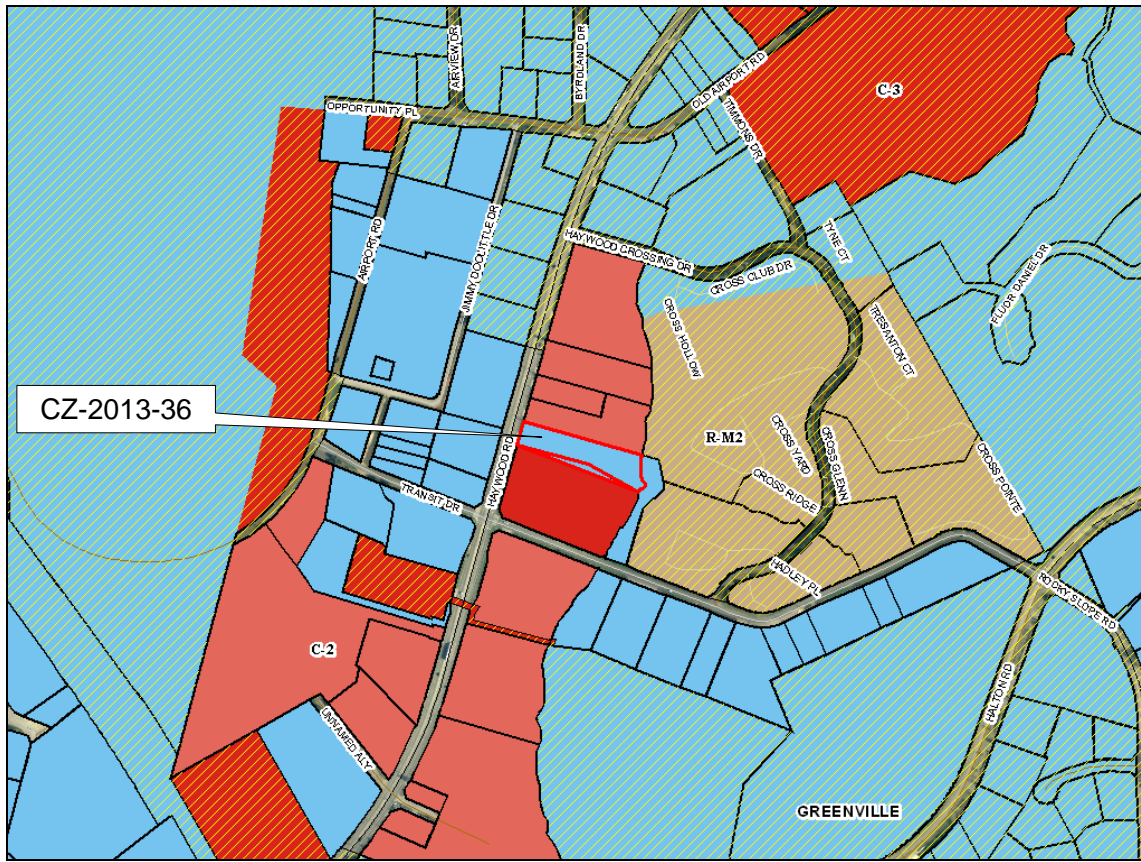 AIRVIEW DR
BYRDLAND DR
OLD AIRPORT RD
C-3
OPPORTUNITY PL
TIMMONS DR
AIRPORT RD
JIMMY DOOLITTLE DR
HAYWOOD CROSSING DR
TYNE CT
CROSS CLUB DR
FLUOR DANIEL DR
CROSS HOLLOW
TRESANTON CT
CZ-2013-36
R-M2
CROSS YARD
CROSS GLENN
CROSS POINTE
HAYWOOD RD
TRANSIT DR
CROSS RIDGE
HADLEY PL
ROCKY SLOPE RD
C-2
HALTON RD
UNNAMED ALY
GREENVILLE